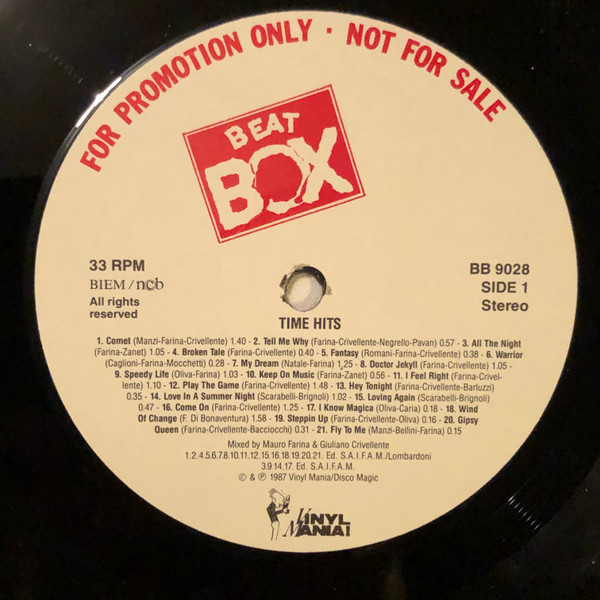 FOR PROMOTION ONLY · NOT FOR SALE
BEAT
BOX
33 RPM
BIEM / ncb
All rights
reserved
BB 9028
SIDE 1
Stereo
TIME HITS
1. Comet (Manzi-Farina-Crivellente) 1.40 - 2. Tell Me Why (Farina-Crivellente-Negrello-Pavan) 0.57 - 3. All The Night
(Farina-Zanet) 1.05 - 4. Broken Tale (Farina-Crivellente) 0.40 - 5. Fantasy (Romani-Farina-Crivellente) 0.38 - 6. Warrior
(Caglioni-Farina-Mocchetti) 0.28 - 7. My Dream (Natale-Farina) 1,25 - 8. Doctor Jekyll (Farina-Crivellente) 1.05 -
9. Speedy Life (Oliva-Farina) 1.03 - 10. Keep On Music (Farina-Zanet) 0.56 - 11. I Feel Right (Farina-Crivel-
lente) 1.10 - 12. Play The Game (Farina-Crivellente) 1.48 - 13. Hey Tonight (Farina-Crivellente-Barluzzi)
0.35 - 14. Love In A Summer Night (Scarabelli-Brignoli) 1.02 - 15. Loving Again (Scarabelli-Brignoli)
0.47 - 16. Come On (Farina-Crivellente) 1.25 - 17. I Know Magica (Oliva-Caria) 0.18 - 18. Wind
Of Change (F. Di Bonaventura) 1.58 - 19. Steppin Up (Farina-Crivellente-Oliva) 0.16 - 20. Gipsy
Queen (Farina-Crivellente-Bacciocchi) 0.31 - 21. Fly To Me (Manzi-Bellini-Farina) 0.15
Mixed by Mauro Farina & Giuliano Crivellente
1.2.4.5.6.7.8.10.11.12.15.16.18.19.20.21. Ed. S.A.I.F.A.M./Lombardoni
3.9.14.17. Ed. S.A.I.F.A.M.
© & ℗ 1987 Vinyl Mania/Disco Magic
VINYL
MANIA!